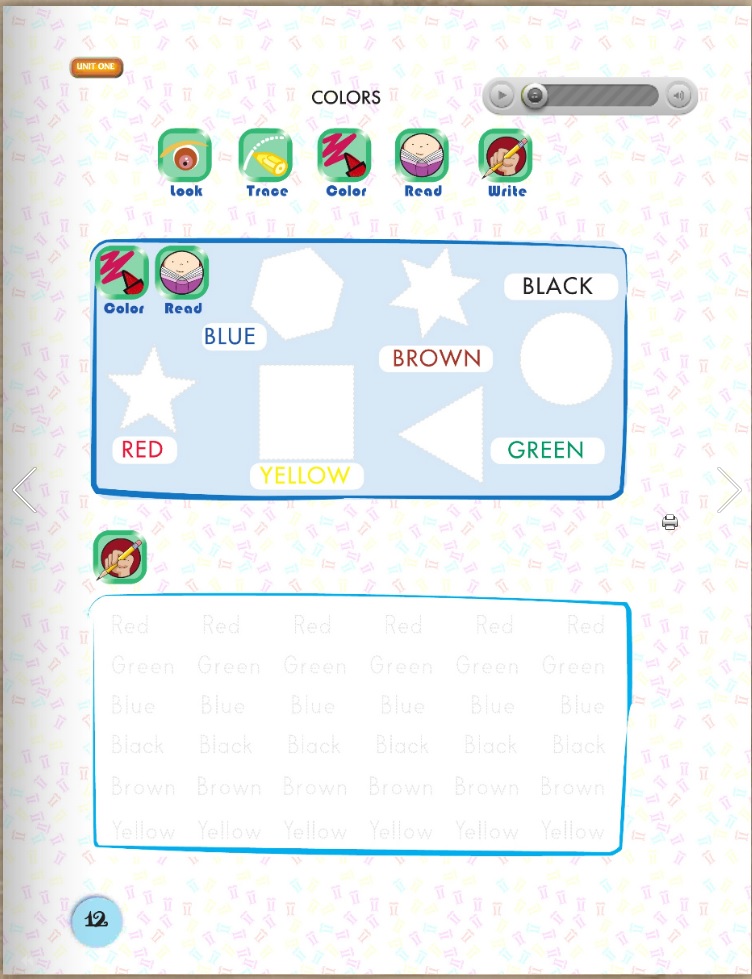 UNIT ONE
COLORS
Look Trace Color Read Write
Color Read
BLACK
BLUE
BROWN
RED
YELLOW
GREEN
Red Red Red Red Red Red
Green Green Green Green Green Green
Blue Blue Blue Blue Blue Blue
Black Black Black Black Black Black
Brown Brown Brown Brown Brown Brown
Yellow Yellow Yellow Yellow Yellow Yellow
12